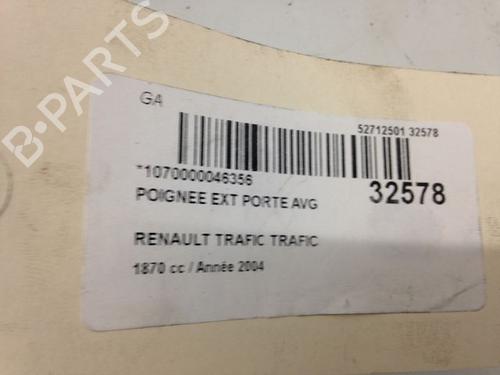 B-PARTS
GA
52712501 32578
*1070000046356
32578
POIGNEE EXT PORTE AVG
RENAULT TRAFIC TRAFIC
1870 cc / Année 2004